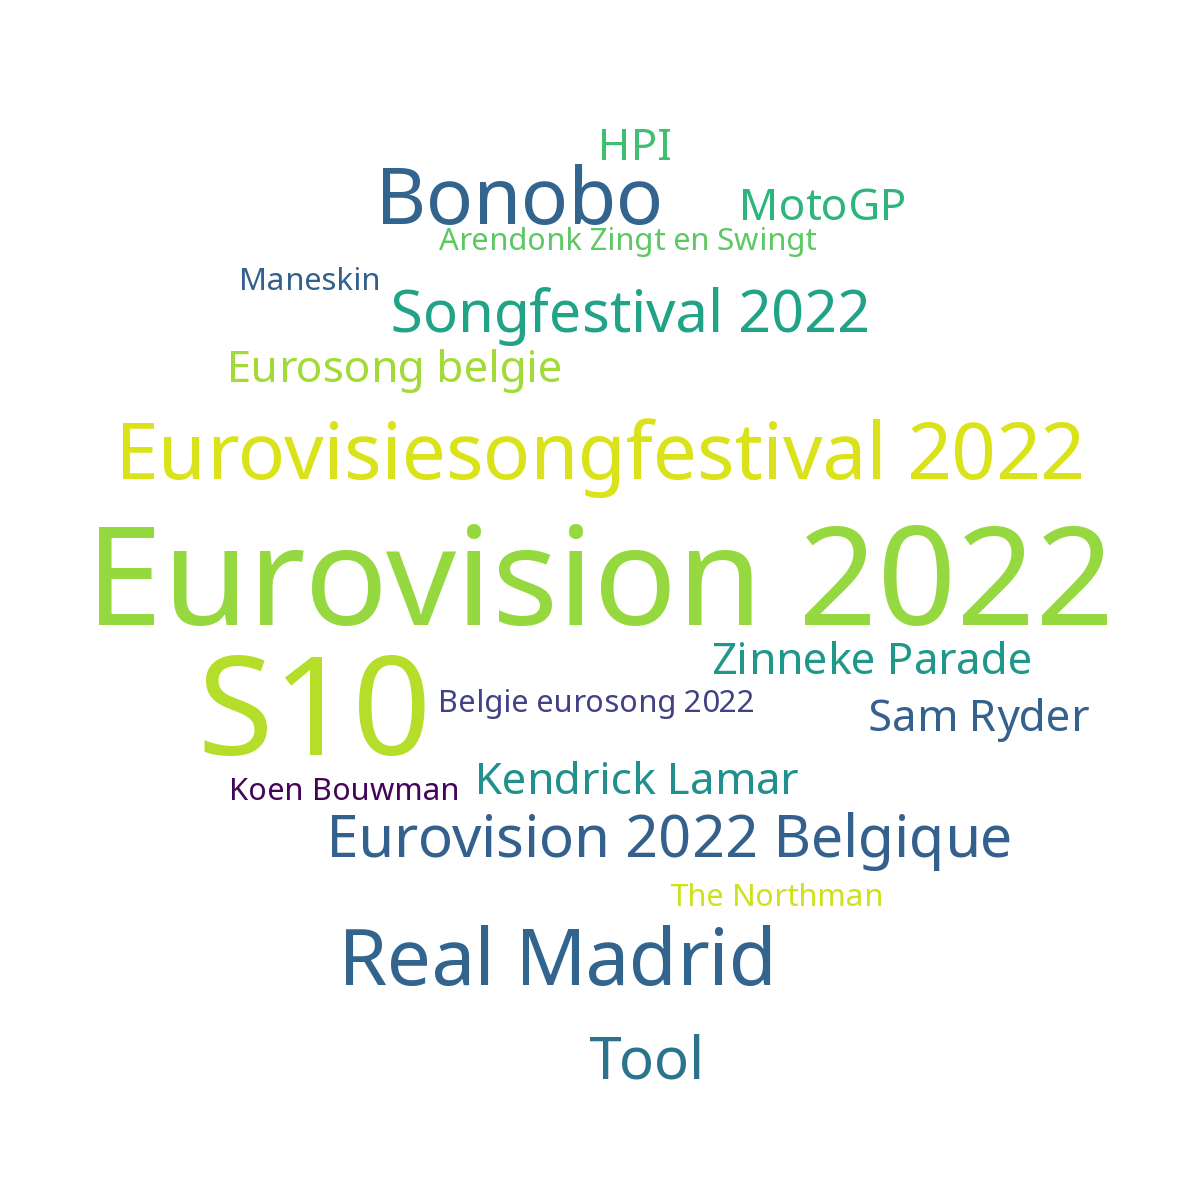 HPI
Bonobo
MotoGP
Arendonk Zingt en Swingt
Maneskin
Songfestival 2022
Eurosong belgie
Eurovisiesongfestival 2022
Eurovision 2022
S10
Zinneke Parade
Belgie eurosong 2022
Sam Ryder
Koen Bouwman
Kendrick Lamar
Eurovision 2022 Belgique
The Northman
Real Madrid
Tool